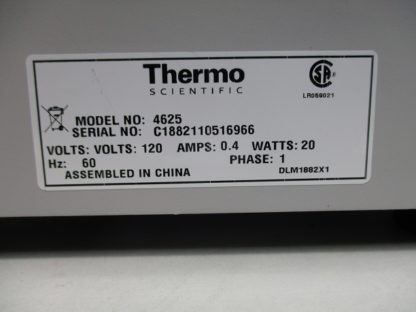 Thermo
SCIENTIFIC
SA
LR059021
MODEL NO: 4625
SERIAL NO: C1882110516966
VOLTS: VOLTS: 120 AMPS: 0.4 WATTS: 20
Hz: 60 PHASE: 1
ASSEMBLED IN CHINA DLM1882X1